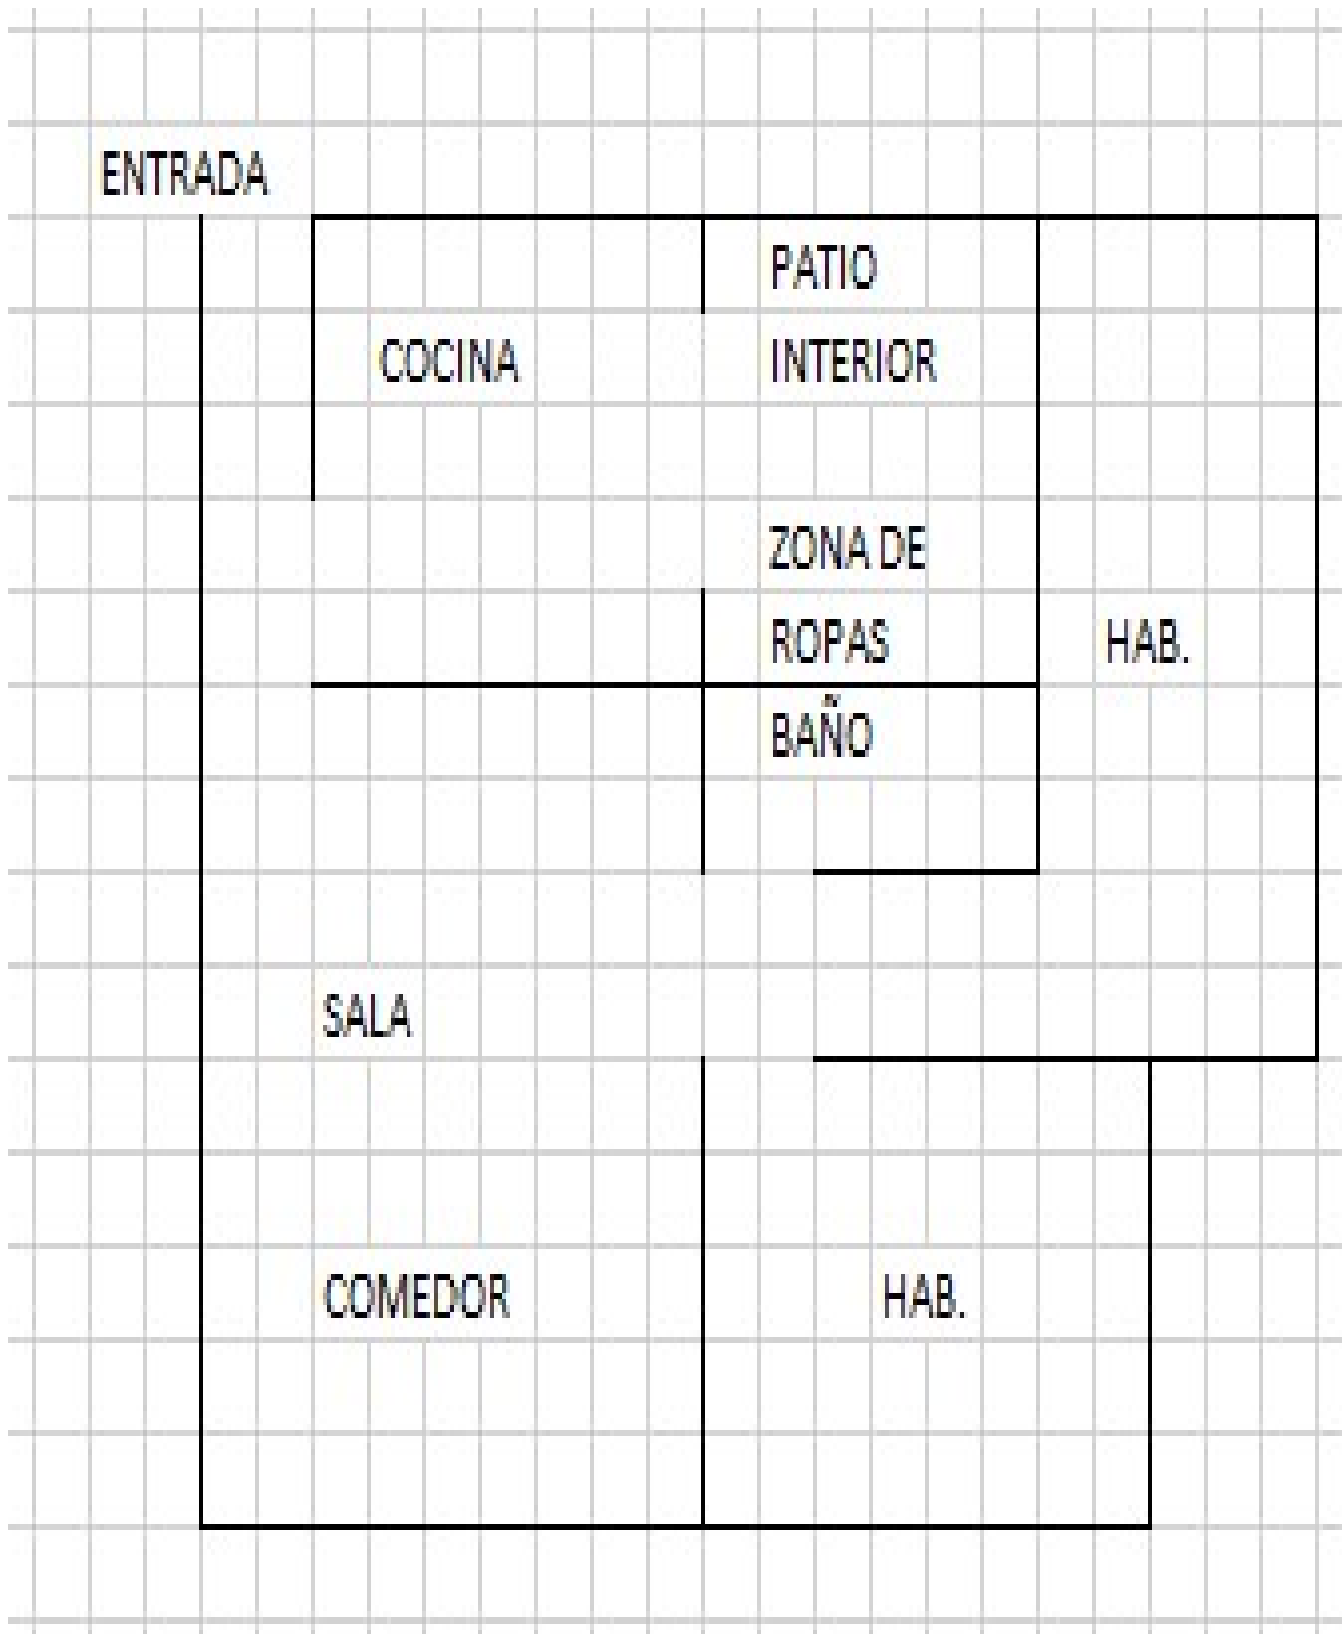 ENTRADA
PATIO
COCINA
INTERIOR
ZONA DE
ROPAS
HAB.
BAÑO
SALA
COMEDOR
HAB.